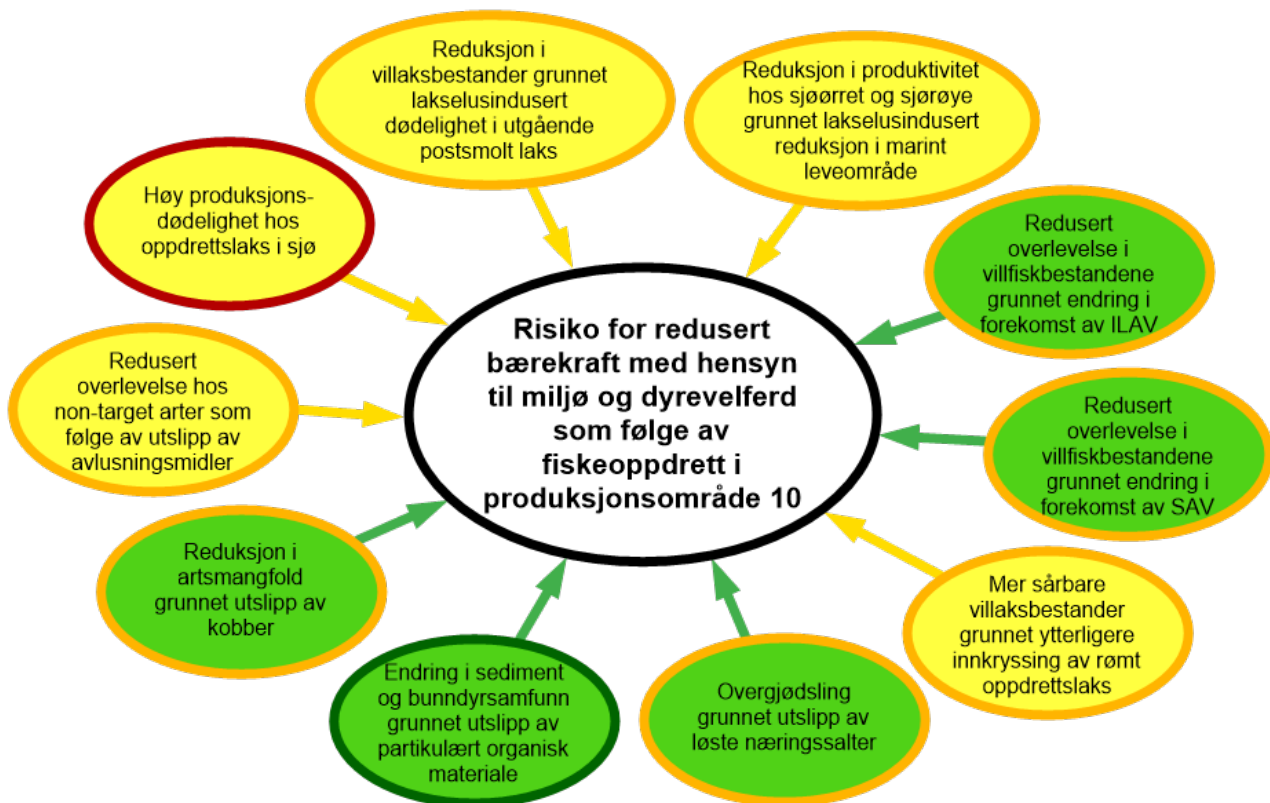 Reduksjon i
villaksbestander grunnet
lakselusindusert
dødelighet i utgående
postsmolt laks
Reduksjon i produktivitet
hos sjøørret og sjørøye
grunnet lakselusindusert
reduksjon i marint
leveområde
Høy produksjons-
dødelighet hos
oppdrettslaks i sjø
Redusert
overlevelse i
villfiskbestandene
grunnet endring i
forekomst av ILAV
Risiko for redusert
bærekraft med hensyn
til miljø og dyrevelferd
som følge av
fiskeoppdrett i
produksjonsområde 10
Redusert
overlevelse hos
non-target arter som
følge av utslipp av
avlusningsmidler
Redusert
overlevelse i
villfiskbestandene
grunnet endring i
forekomst av SAV
Reduksjon i
artsmangfold
grunnet utslipp av
kobber
Mer sårbare
villaksbestander
grunnet ytterligere
innkryssing av rømt
oppdrettslaks
Endring i sediment
og bunndyrsamfunn
grunnet utslipp av
partikulært organisk
materiale
Overgjødsling
grunnet utslipp av
løste næringssalter